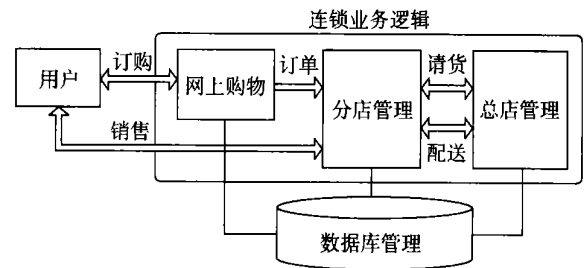 连锁业务逻辑
用户
订购
网上购物
订单
分店管理
请货
总店管理
销售
配送
数据库管理